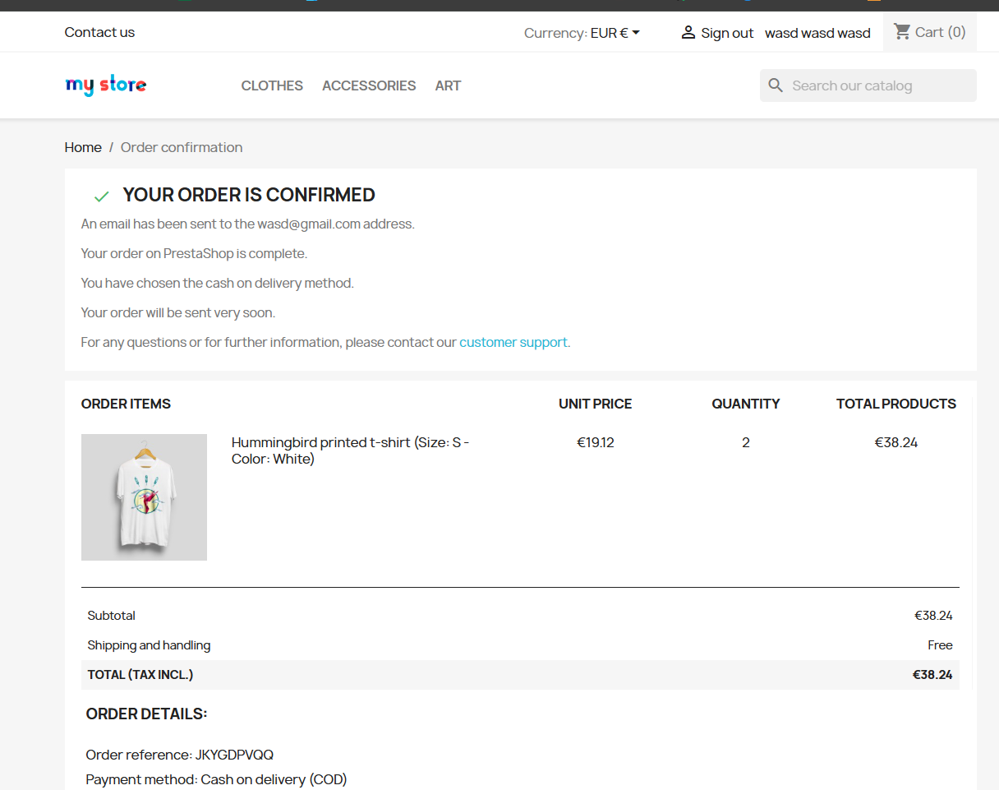 Contact us
Currency: EUR €
Sign out
wasd wasd wasd
Cart (0)
my store
CLOTHES
ACCESSORIES
ART
Search our catalog
Home / Order confirmation
YOUR ORDER IS CONFIRMED
An email has been sent to the wasd@gmail.com address.
Your order on PrestaShop is complete.
You have chosen the cash on delivery method.
Your order will be sent very soon.
For any questions or for further information, please contact our customer support.
ORDER ITEMS
UNIT PRICE
QUANTITY
TOTAL PRODUCTS
Hummingbird printed t-shirt (Size: S -
Color: White)
€19.12
2
€38.24
Subtotal
€38.24
Shipping and handling
Free
TOTAL (TAX INCL.)
€38.24
ORDER DETAILS:
Order reference: JKYGDPVQQ
Payment method: Cash on delivery (COD)